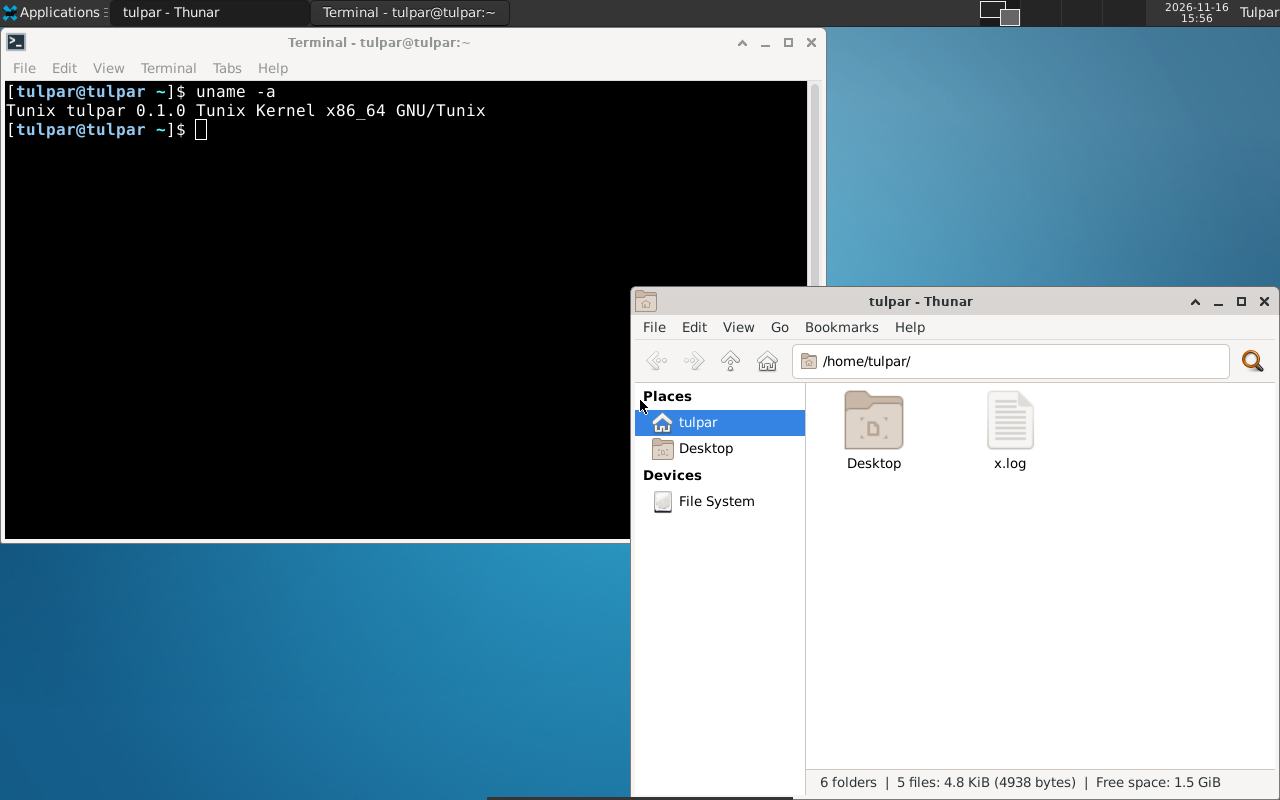 Applications
tulpar - Thunar
Terminal - tulpar@tulpar:~
2026-11-16
15:56
Tulpar
Terminal - tulpar@tulpar:~
File Edit View Terminal Tabs Help
[tulpar@tulpar ~]$ uname -a
Tunix tulpar 0.1.0 Tunix Kernel x86_64 GNU/Tunix
[tulpar@tulpar ~]$
tulpar - Thunar
File Edit View Go Bookmarks Help
/home/tulpar/
Places
tulpar
Desktop
Devices
File System
Desktop
x.log
6 folders | 5 files: 4.8 KiB (4938 bytes) | Free space: 1.5 GiB